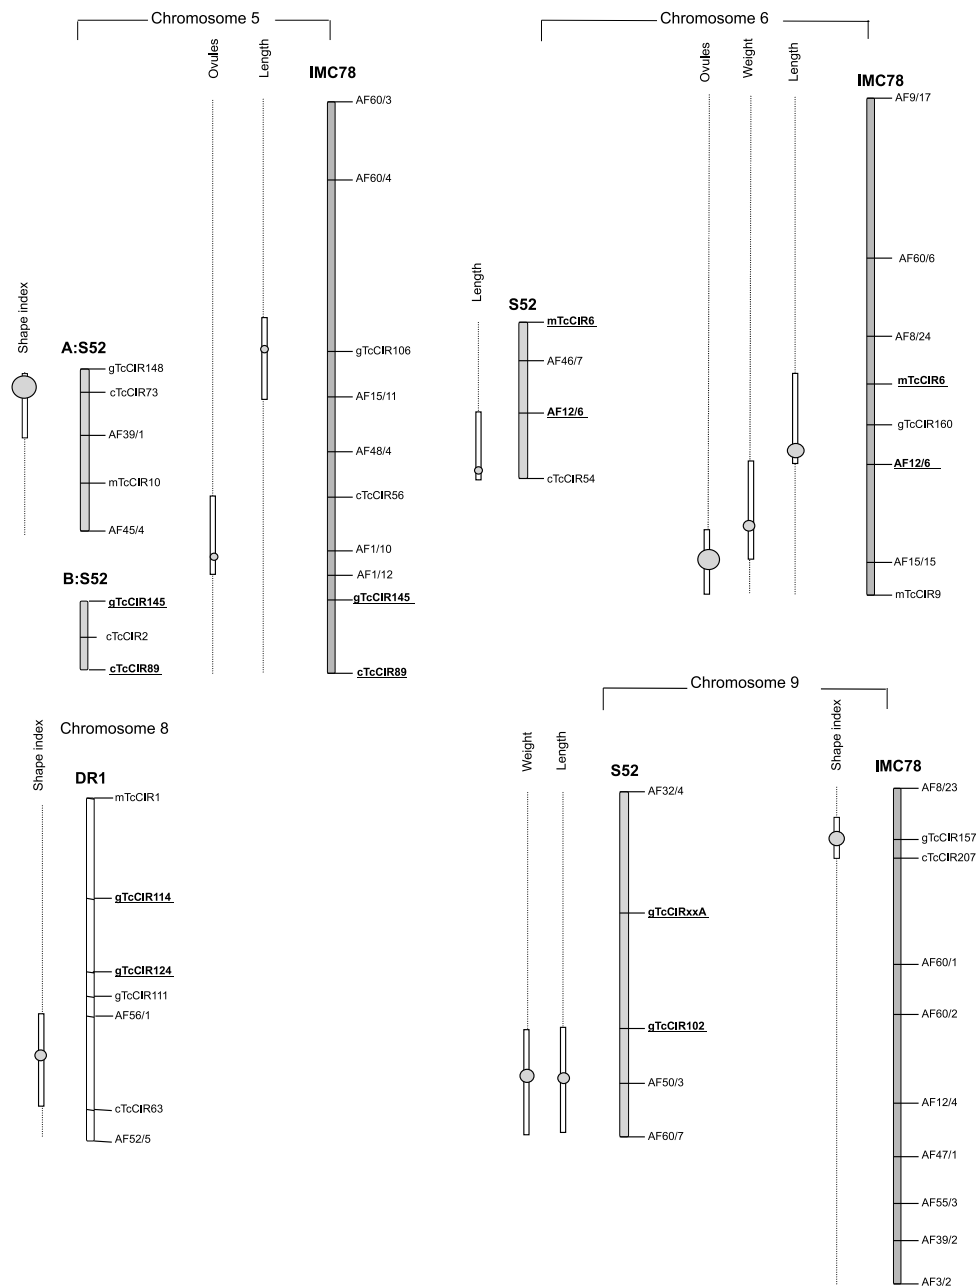 Chromosome 5
Ovules
Length
IMC78
AF60/3
AF60/4
gTcCIR106
AF15/11
AF48/4
cTcCIR56
AF1/10
AF1/12
gTcCIR145
cTcCIR89
Shape index
A:S52
gTcCIR148
cTcCIR73
AF39/1
mTcCIR10
AF45/4
B:S52
gTcCIR145
cTcCIR2
cTcCIR89
Chromosome 6
Length
S52
mTcCIR6
AF46/7
AF12/6
cTcCIR54
Ovules
Weight
Length
IMC78
AF9/17
AF60/6
AF8/24
mTcCIR6
gTcCIR160
AF12/6
AF15/15
mTcCIR9
Chromosome 8
Shape index
DR1
mTcCIR1
gTcCIR114
gTcCIR124
gTcCIR111
AF56/1
cTcCIR63
AF52/5
Chromosome 9
Weight
Length
S52
AF32/4
gTcCIRxxA
gTcCIR102
AF50/3
AF60/7
Shape index
IMC78
AF8/23
gTcCIR157
cTcCIR207
AF60/1
AF60/2
AF12/4
AF47/1
AF55/3
AF39/2
AF3/2